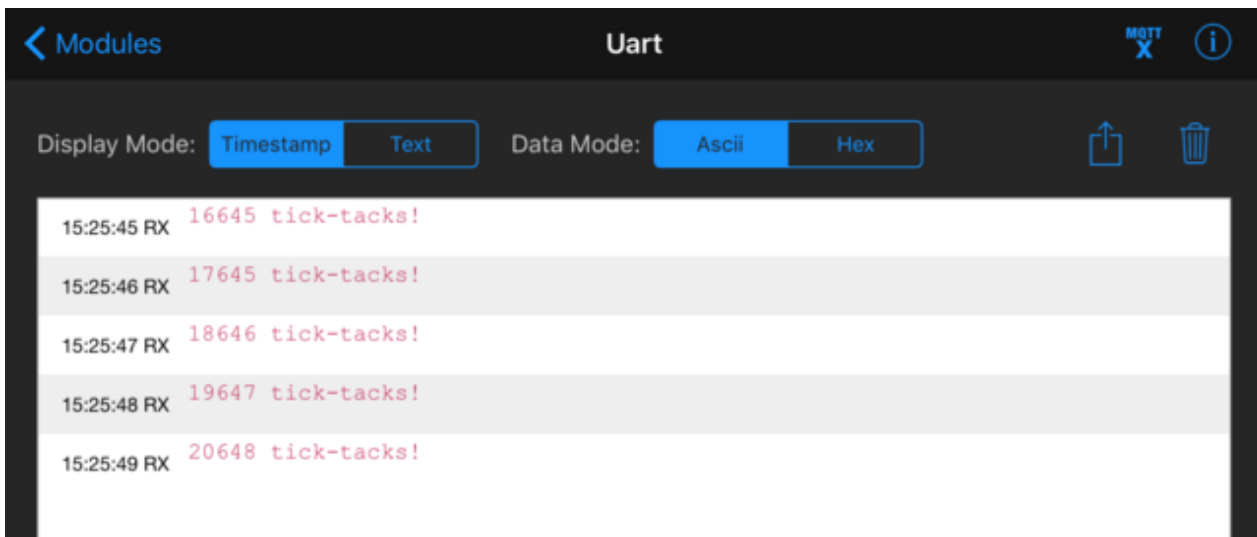 Modules Uart MQTT X i
Display Mode: Timestamp Text Data Mode: Ascii Hex
15:25:45 RX 16645 tick-tacks!
15:25:46 RX 17645 tick-tacks!
15:25:47 RX 18646 tick-tacks!
15:25:48 RX 19647 tick-tacks!
15:25:49 RX 20648 tick-tacks!